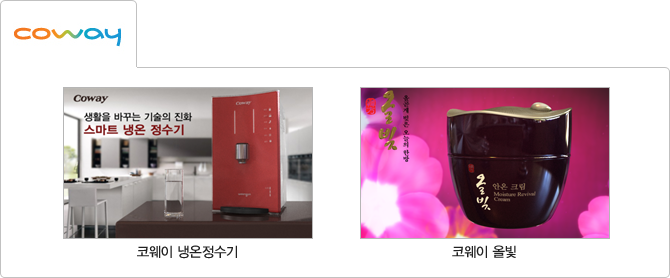 coway
Coway
생활을 바꾸는 기술의 진화
스마트 냉온 정수기
Coway
코웨이 냉온정수기
올빛
올빛
안온 크림
Moisture Revival
Cream
코웨이 올빛